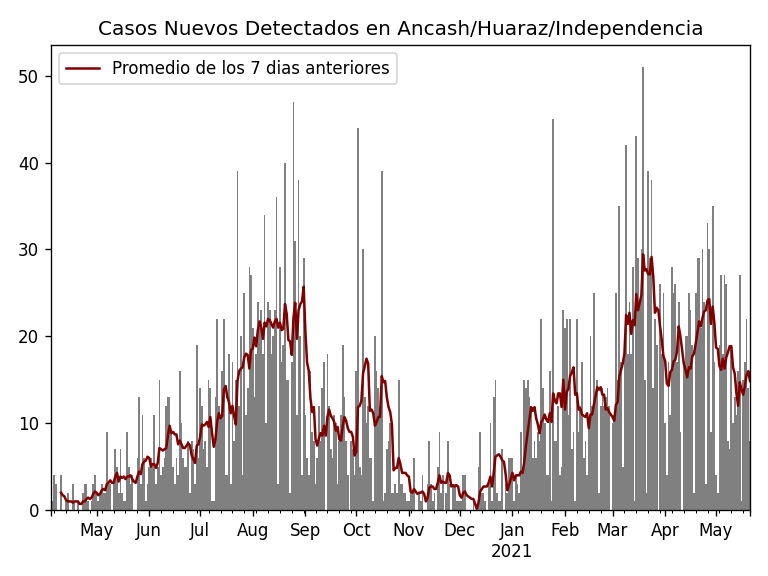 Casos Nuevos Detectados en Ancash/Huaraz/Independencia
Promedio de los 7 dias anteriores
50
40
30
20
10
0
May Jun Jul Aug Sep Oct Nov Dec Jan Feb Mar Apr May
2021